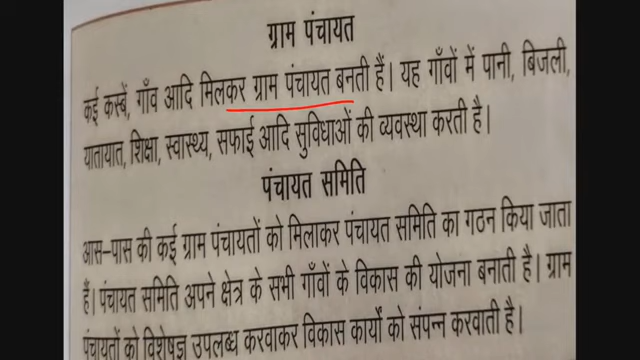 ग्राम पंचायत
कई कस्बें, गाँव आदि मिलकर ग्राम पंचायत बनती हैं। यह गाँवों में पानी, बिजली,
यातायात, शिक्षा, स्वास्थ्य, सफाई आदि सुविधाओं की व्यवस्था करती है।
पंचायत समिति
आस-पास की कई ग्राम पंचायतों को मिलाकर पंचायत समिति का गठन किया जाता
हैं। पंचायत समिति अपने क्षेत्र के सभी गाँवों के विकास की योजना बनाती है। ग्राम
पंचायतों को विशेषज्ञ उपलब्ध करवाकर विकास कार्यो को संपन्न करवाती है।